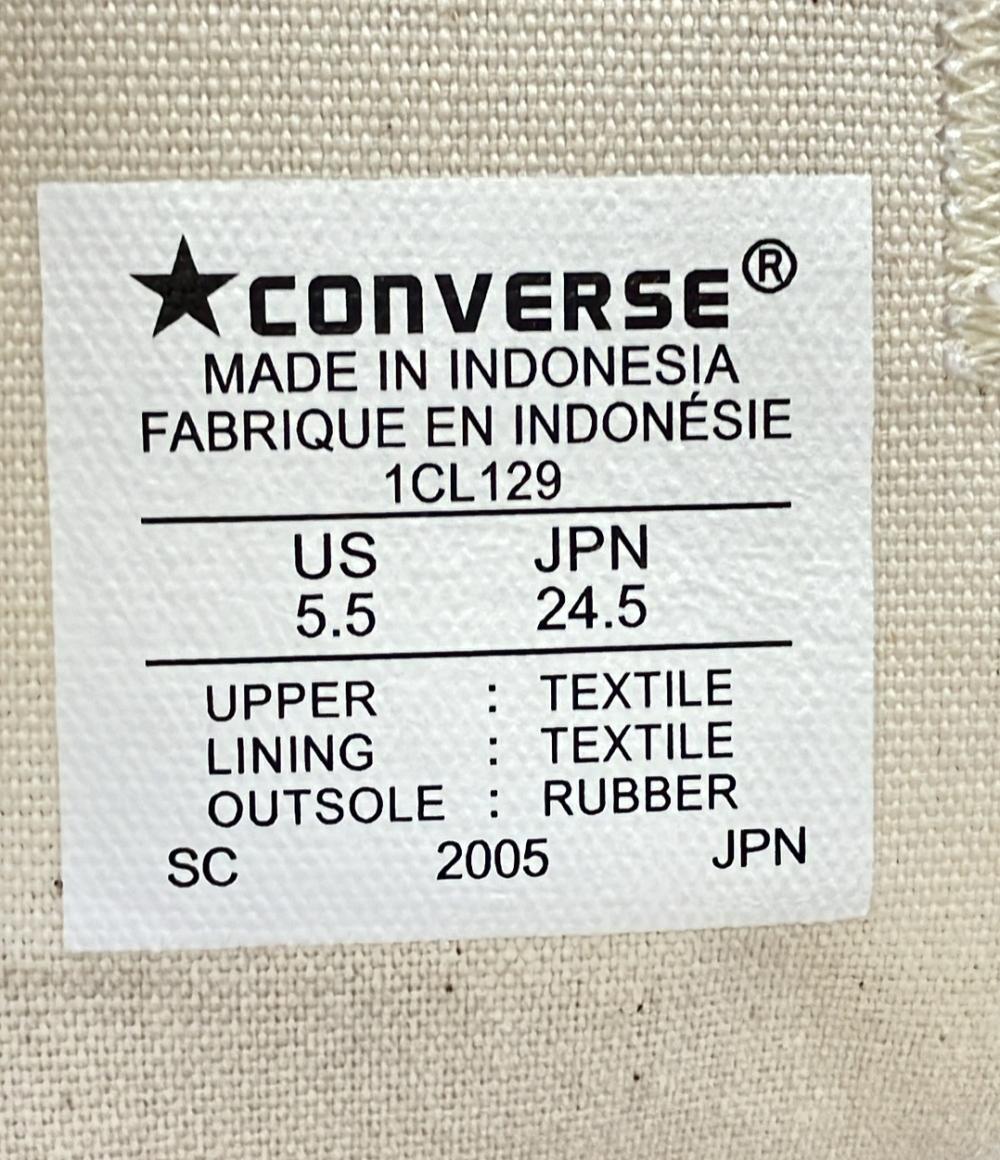 ★CONVERSE®
MADE IN INDONESIA
FABRIQUE EN INDONÉSIE
1CL129
US JPN
5.5 24.5
UPPER : TEXTILE
LINING : TEXTILE
OUTSOLE : RUBBER
SC 2005 JPN